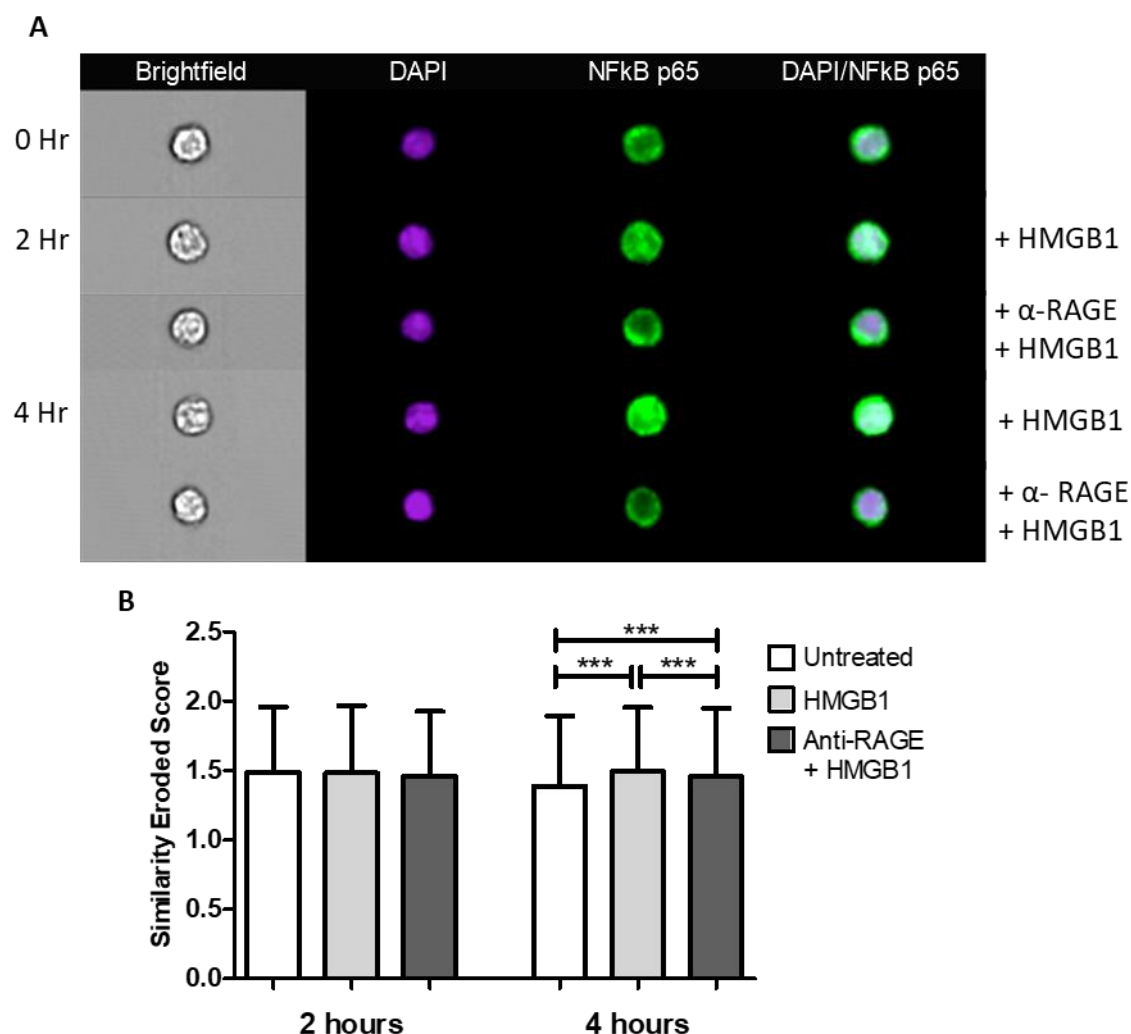 A
Brightfield DAPI NFkB p65 DAPI/NFkB p65
0 Hr
2 Hr + HMGB1
+ α-RAGE
+ HMGB1
4 Hr + HMGB1
+ α- RAGE
+ HMGB1
B
Similarity Eroded Score
2.5
2.0
1.5
1.0
0.5
0.0
***
*** ***
Untreated
HMGB1
Anti-RAGE
+ HMGB1
2 hours 4 hours